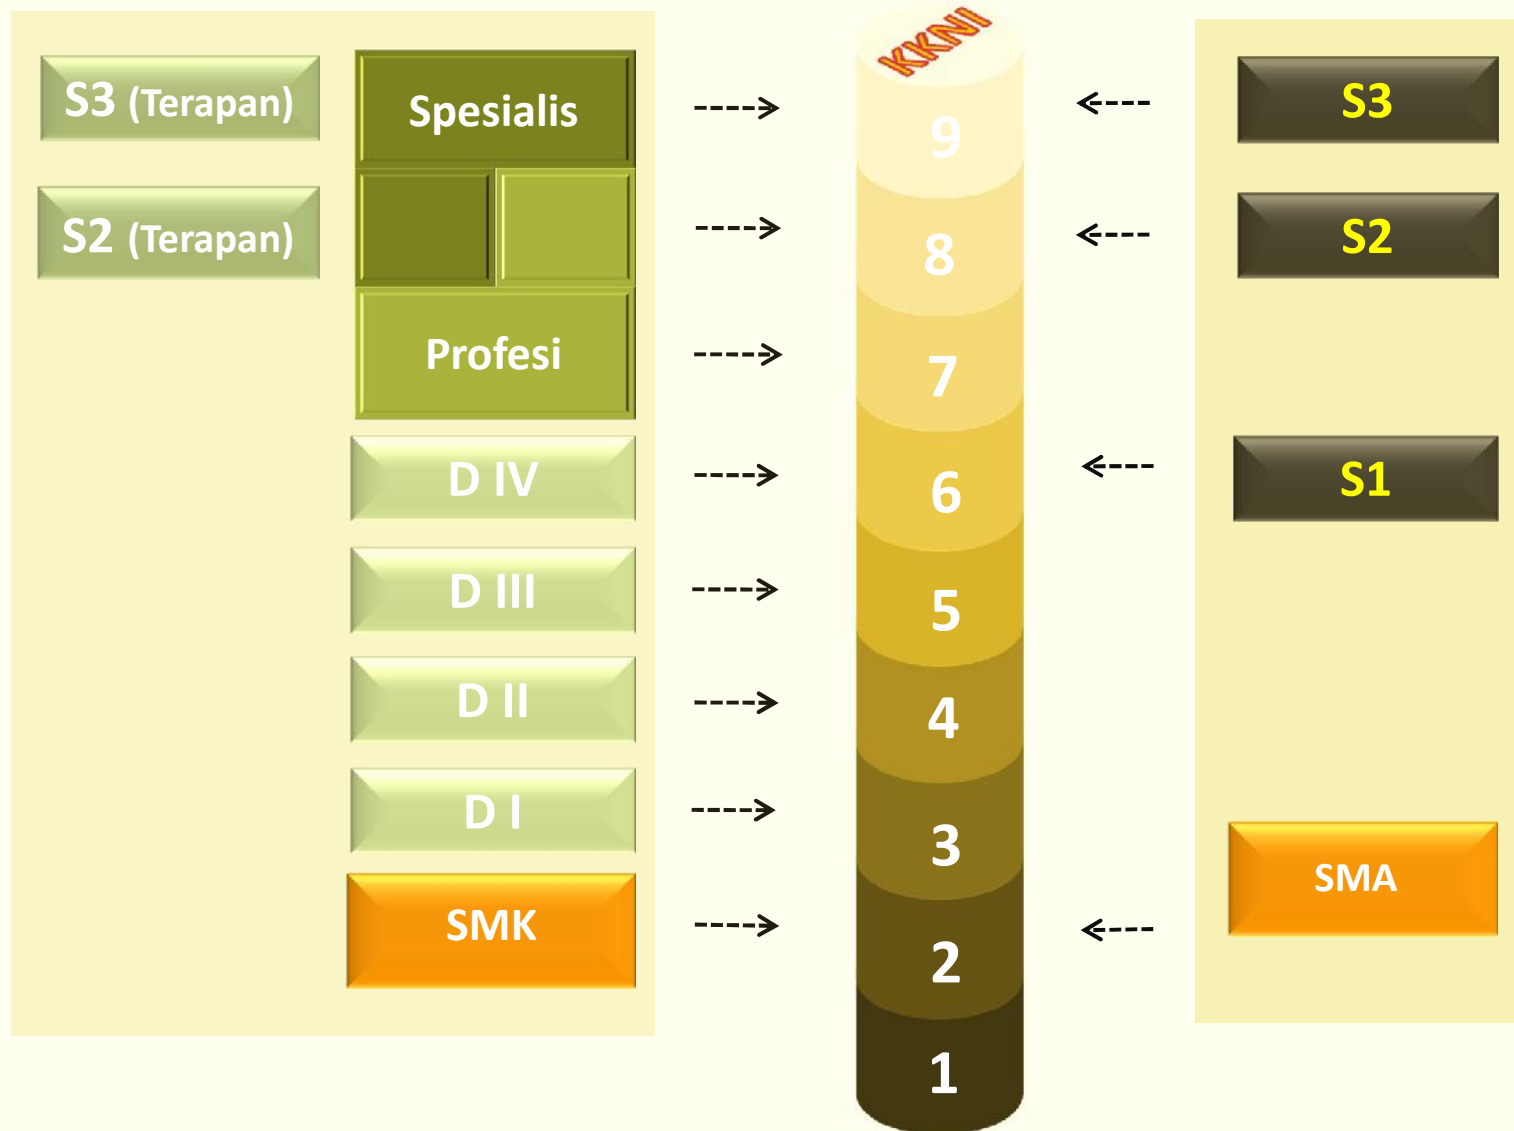 KKNI
S3 (Terapan)
Spesialis
9
S3
S2 (Terapan)
8
S2
Profesi
7
D IV
6
S1
D III
5
D II
4
D I
3
SMA
SMK
2
1